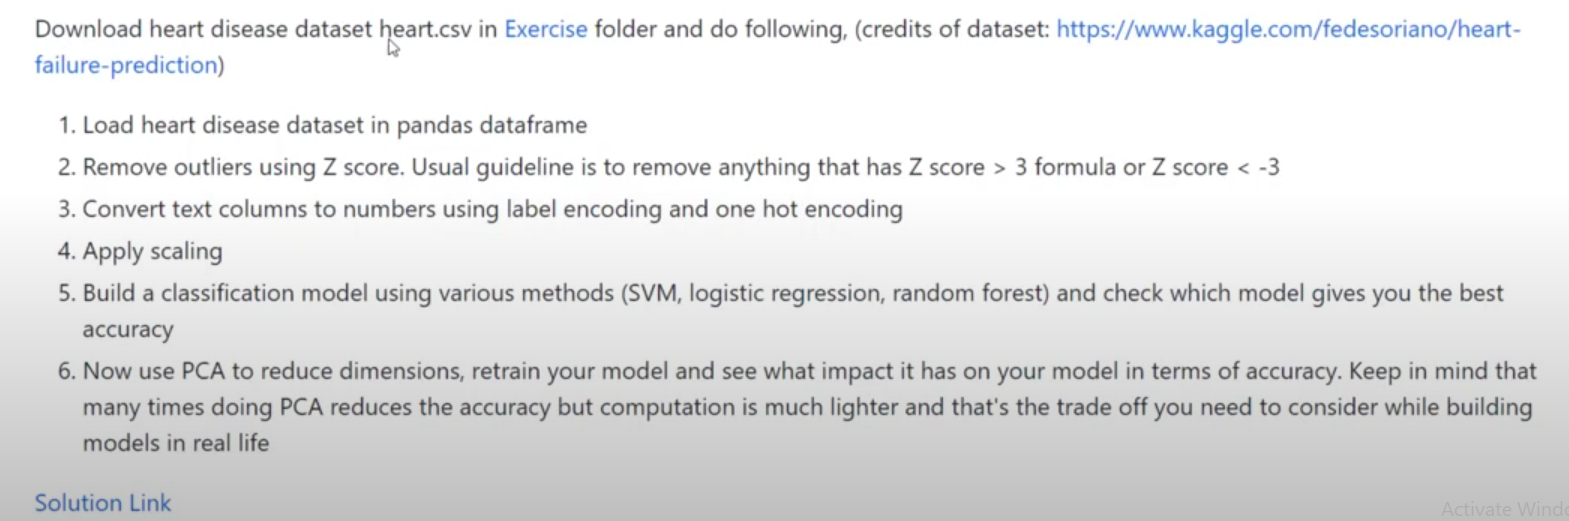 Download heart disease dataset heart.csv in Exercise folder and do following, (credits of dataset: https://www.kaggle.com/fedesoriano/heart-
failure-prediction)
1. Load heart disease dataset in pandas dataframe
2. Remove outliers using Z score. Usual guideline is to remove anything that has Z score > 3 formula or Z score < -3
3. Convert text columns to numbers using label encoding and one hot encoding
4. Apply scaling
5. Build a classification model using various methods (SVM, logistic regression, random forest) and check which model gives you the best
accuracy
6. Now use PCA to reduce dimensions, retrain your model and see what impact it has on your model in terms of accuracy. Keep in mind that
many times doing PCA reduces the accuracy but computation is much lighter and that's the trade off you need to consider while building
models in real life
Solution Link
Activate Wind